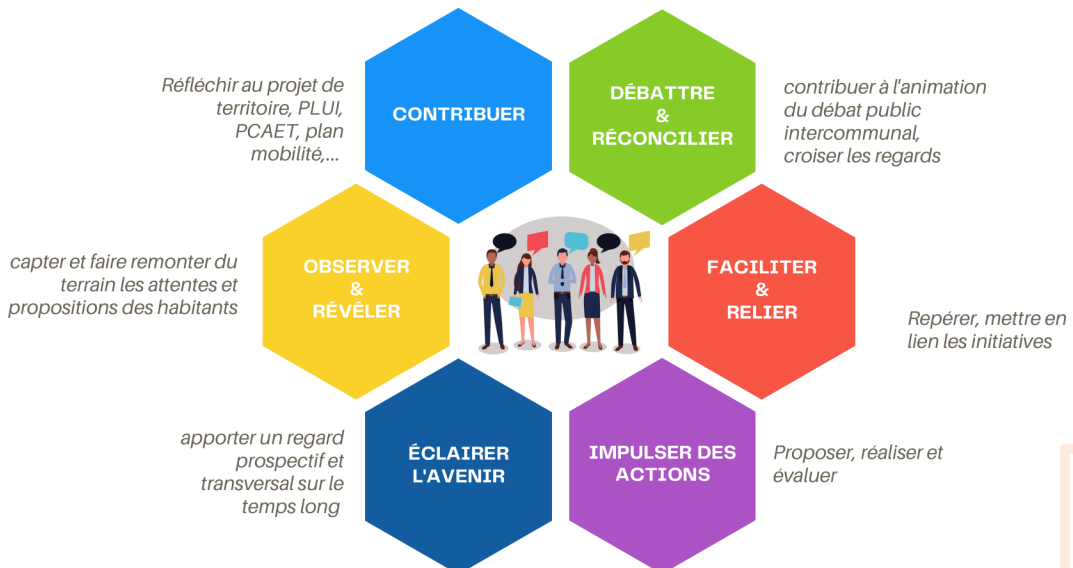 Réfléchir au projet de
territoire, PLUI,
PCAET, plan
mobilité,...
CONTRIBUER
DÉBATTRE
&
RÉCONCILIER
contribuer à l'animation
du débat public
intercommunal,
croiser les regards
capter et faire remonter du
terrain les attentes et
propositions des habitants
OBSERVER
&
RÉVÉLER
FACILITER
&
RELIER
Repérer, mettre en
lien les initiatives
apporter un regard
prospectif et
transversal sur le
temps long
ÉCLAIRER
L'AVENIR
IMPULSER DES
ACTIONS
Proposer, réaliser et
évaluer